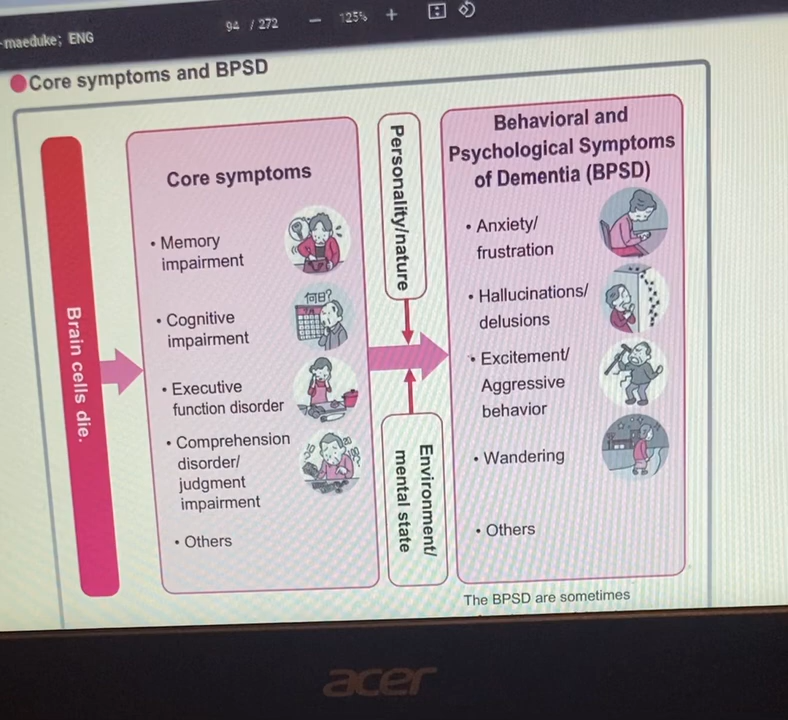 -maeduke; ENG
94 / 272
125%
Core symptoms and BPSD
Brain cells die.
Core symptoms
• Memory
impairment
何日?
• Cognitive
impairment
• Executive
function disorder
• Comprehension
disorder/
judgment
impairment
• Others
Personality/nature
Environment/
mental state
Behavioral and
Psychological Symptoms
of Dementia (BPSD)
• Anxiety/
frustration
• Hallucinations/
delusions
• Excitement/
Aggressive
behavior
• Wandering
• Others
The BPSD are sometimes
acer